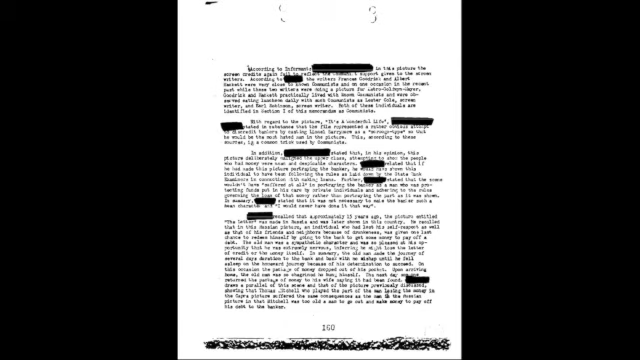 According to Informants in this picture the
screen credits again fail to reflect the Communist support given to the screen
writers. According to the writers Frances Goodrick and Albert
Hackett were very close to known Communists and on one occasion in the recent
past while these two writers were doing a picture for Metro-Goldwyn-Mayer,
Goodrick and Hackett practically lived with known Communists and were ob-
served eating luncheon daily with such Communists as Lester Cole, screen
writer, and Earl Robinson, screen writer. Both of these individuals are
identified in Section I of this memorandum as Communists.
With regard to the picture, "It's a Wonderful Life",
stated in substance that the film represented a rather obvious attempt
to discredit bankers by casting Lionel Barrymore as a "scrooge-type" so that
he would be the most hated man in the picture. This, according to these
sources, is a common trick used by Communists.
In addition, stated that, in his opinion, this
picture deliberately maligned the upper class, attempting to show the people
who had money were mean and despicable characters. stated that if
he had made this picture portraying the banker, he would have shown this
individual to have been following the rules as laid down by the State Bank
Examiners in connection with making loans. Further, stated that the scene
wouldn't have "suffered at all" in portraying the banker as a man who was pro-
tecting funds put in his care by private individuals and adhering to the rules
governing the loan of that money rather than portraying the part as it was shown.
In summary, stated that it was not necessary to make the banker such a
mean character and "I would never have done it that way."
recalled that approximately 15 years ago, the picture entitled
"The Letter" was made in Russia and was later shown in this country. He recalled
that in this Russian picture, an individual who had lost his self-respect as well
as that of his friends and neighbors because of drunkenness, was given one last
chance to redeem himself by going to the bank to get some money to pay off a
debt. The old man was a sympathetic character and was so pleased at his op-
portunity that he was extremely nervous, inferring he might lose the letter
of credit or the money itself. In summary, the old man made the journey of
several days duration to the bank and back with no mishap until he fell
asleep on the homeward journey because of his determination to succeed. On
this occasion the package of money dropped out of his pocket. Upon arriving
home, the old man was so chagrined he hung himself. The next day someone
returned the package of money to his wife saying it had been found.
draws a parallel of this scene and that of the picture previously discussed,
showing that Thomas Mitchell who played the part of the man losing the money
in the Capra picture suffered the same consequences as the man in the Russian
picture in that Mitchell was too old a man to go out and make money to pay off
his debt to the banker.
160